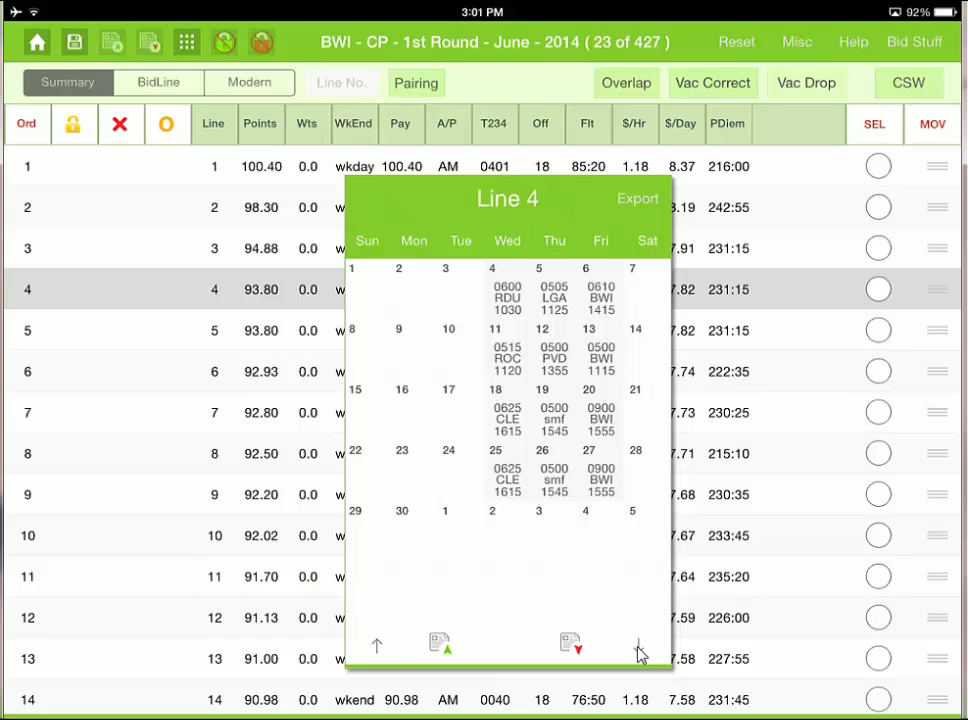 3:01 PM
92%
BWI - CP - 1st Round - June - 2014 ( 23 of 427 )
Reset
Misc
Help
Bid Stuff
Summary
BidLine
Modern
Line No.
Pairing
Overlap
Vac Correct
Vac Drop
CSW
Ord Line Points Wts WkEnd Pay A/P T234 Off Flt $/Hr $/Day PDiem SEL MOV
1 1 100.40 0.0 wkday 100.40 AM 0401 18 85:20 1.18 8.37 216:00
2 2 98.30 0.0 w 8.19 242:55
3 3 94.88 0.0 w 7.91 231:15
4 4 93.80 0.0 w 7.82 231:15
5 5 93.80 0.0 w 7.82 231:15
6 6 92.93 0.0 w 7.74 222:35
7 7 92.80 0.0 w 7.73 230:25
8 8 92.50 0.0 w 7.71 215:10
9 9 92.20 0.0 w 7.68 230:35
10 10 92.02 0.0 w 7.67 233:45
11 11 91.70 0.0 w 7.64 235:20
12 12 91.13 0.0 w 7.59 226:00
13 13 91.00 0.0 w 7.58 227:55
14 14 90.98 0.0 wkend 90.98 AM 0040 18 76:50 1.18 7.58 231:45
Line 4
Export
Sun Mon Tue Wed Thu Fri Sat
1 2 3 4 5 6 7
0600 0505 0610
RDU LGA BWI
1030 1125 1415
8 9 10 11 12 13 14
0515 0500 0500
ROC PVD BWI
1120 1355 1115
15 16 17 18 19 20 21
0625 0500 0900
CLE smf BWI
1615 1545 1555
22 23 24 25 26 27 28
0625 0500 0900
CLE smf BWI
1615 1545 1555
29 30 1 2 3 4 5